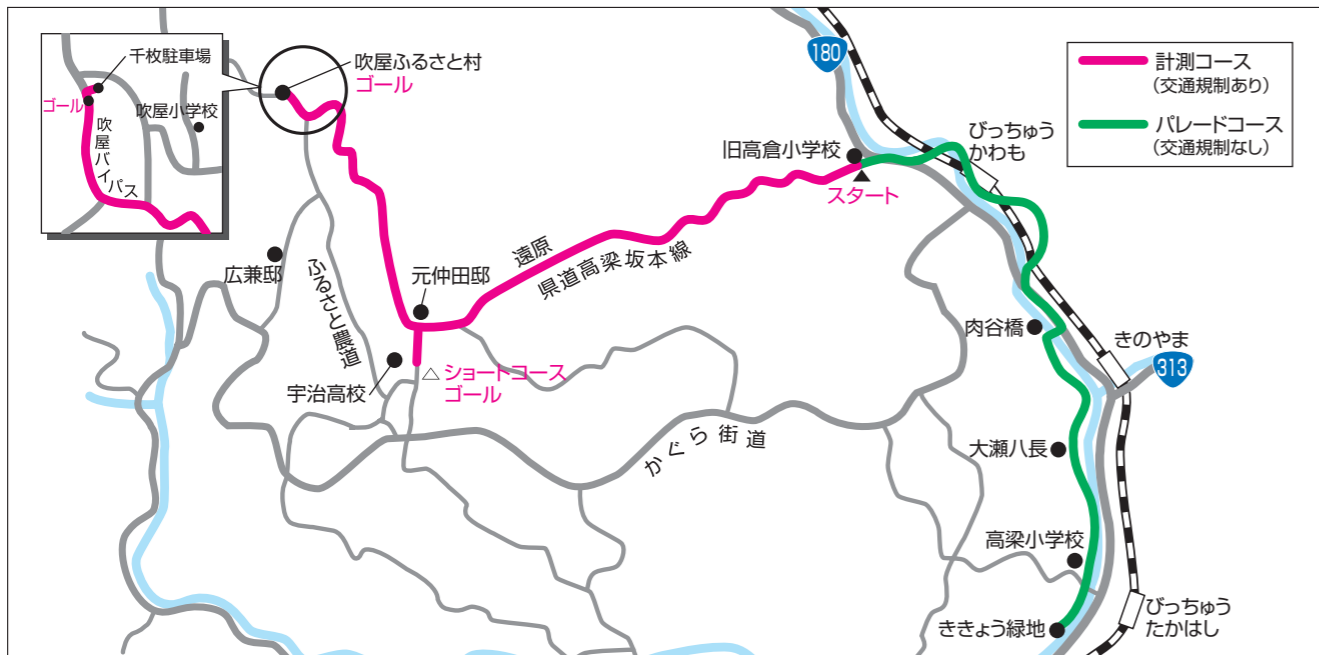 千枚駐車場
ゴール
吹屋小学校
吹屋バイパス
吹屋ふるさと村
ゴール
180
計測コース
(交通規制あり)
パレードコース
(交通規制なし)
びっちゅう
かわも
旧高倉小学校
スタート
遠原
県道高梁坂本線
広兼邸
ふるさと農道
元仲田邸
肉谷橋
きのやま
313
宇治高校
ショートコース
ゴール
かぐら街道
大瀬八長
高梁小学校
びっちゅう
たかはし
ききょう緑地